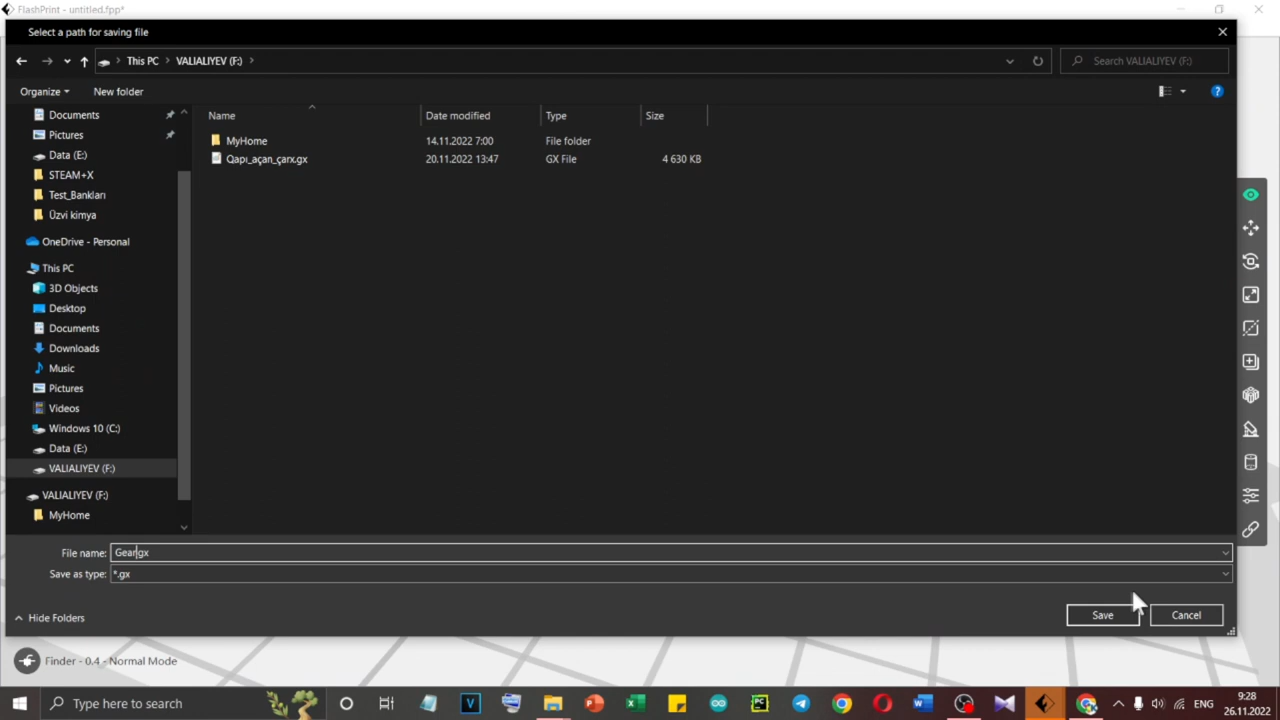 FlashPrint - untitled.fpp*
Select a path for saving file
This PC
VALIALIYEV (F:)
Search VALIALIYEV (F:)
Organize
New folder
Name
Date modified
Type
Size
MyHome
14.11.2022 7:00
File folder
Qapı_açan_çarx.gx
20.11.2022 13:47
GX File
4 630 KB
Documents
Pictures
Data (E:)
STEAM+X
Test_Bankları
Üzvi kimya
OneDrive - Personal
This PC
3D Objects
Desktop
Documents
Downloads
Music
Pictures
Videos
Windows 10 (C:)
Data (E:)
VALIALIYEV (F:)
VALIALIYEV (F:)
MyHome
File name:
Gear.gx
Save as type:
*.gx
Hide Folders
Save
Cancel
Finder - 0.4 - Normal Mode
Type here to search
ENG
9:28
26.11.2022